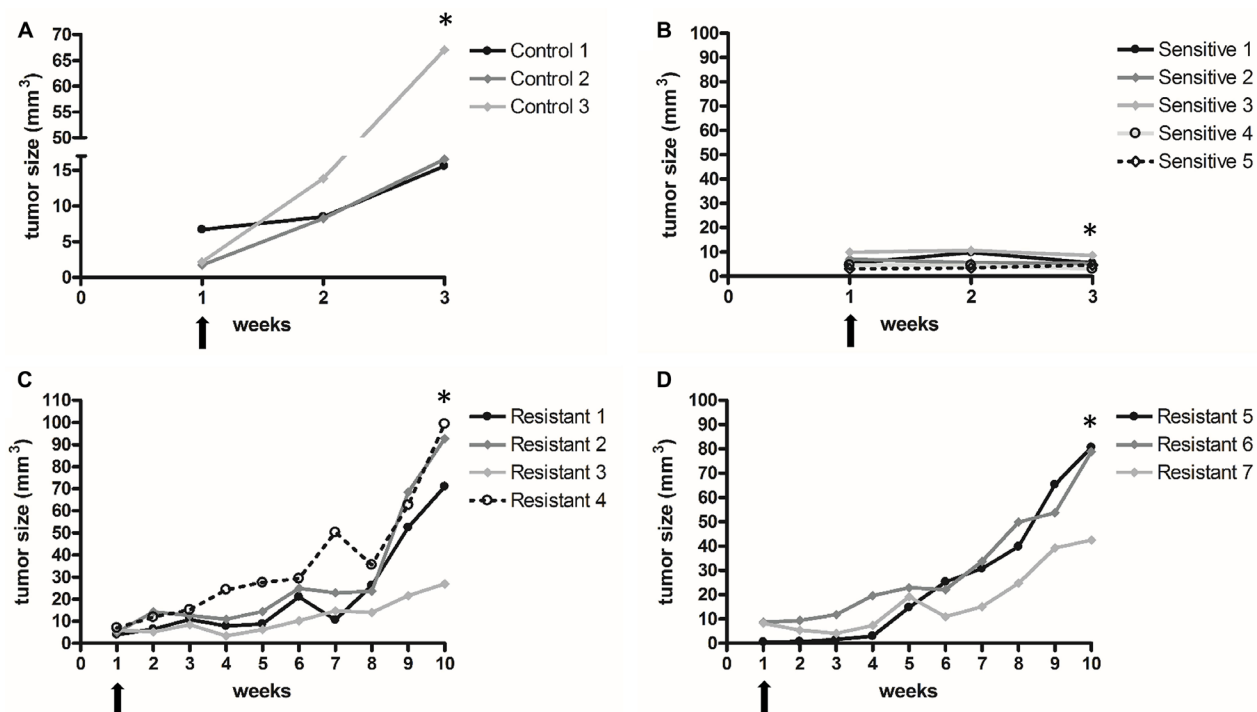 A
tumor size (mm³)
70
65
60
55
50
15
10
5
0
0 1 2 3
weeks
*
Control 1
Control 2
Control 3
B
tumor size (mm³)
100
90
80
70
60
50
40
30
20
10
0
0 1 2 3
weeks
*
Sensitive 1
Sensitive 2
Sensitive 3
Sensitive 4
Sensitive 5
C
tumor size (mm³)
110
100
90
80
70
60
50
40
30
20
10
0
0 1 2 3 4 5 6 7 8 9 10
weeks
*
Resistant 1
Resistant 2
Resistant 3
Resistant 4
D
tumor size (mm³)
100
90
80
70
60
50
40
30
20
10
0
0 1 2 3 4 5 6 7 8 9 10
weeks
*
Resistant 5
Resistant 6
Resistant 7